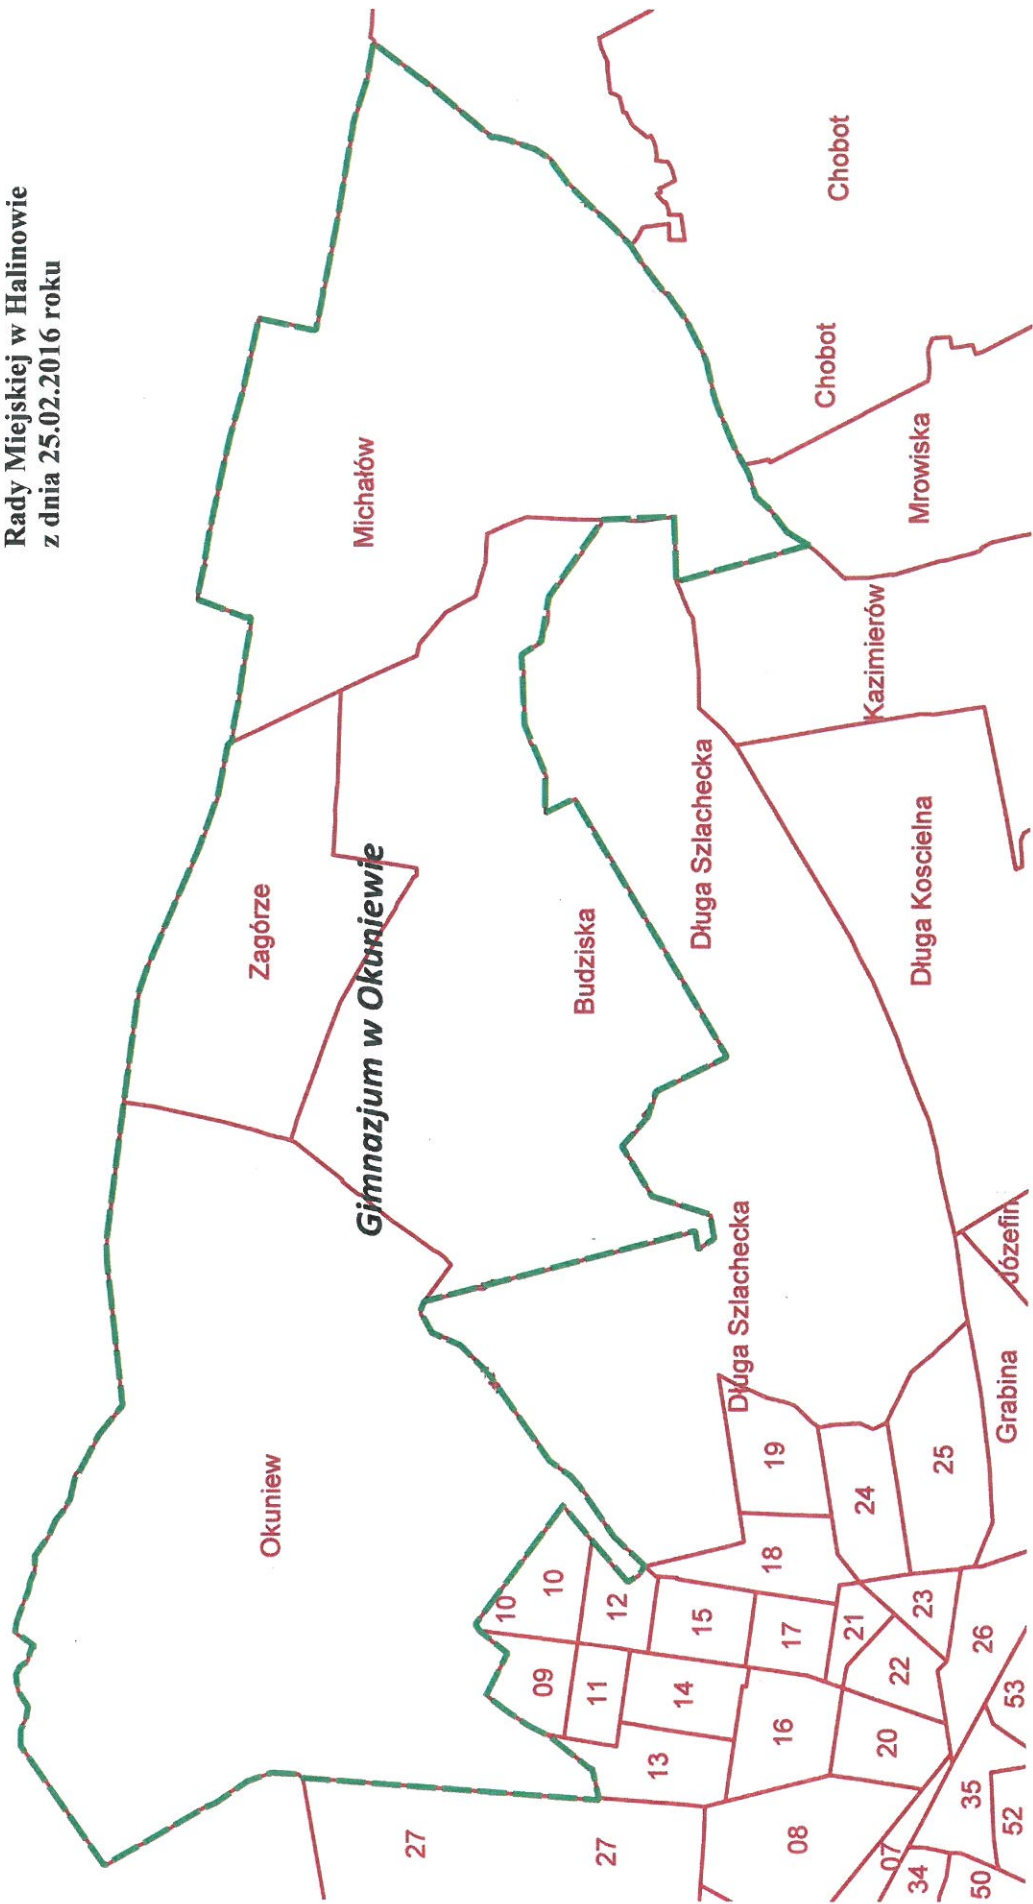 Rady Miejskiej w Halinowie
z dnia 25.02.2016 roku
Okuniew
Zagórze
Michałów
Gimnazjum w Okuniewie
Budziska
Długa Szlachecka
Długa Szlachecka
Chobot
Chobot
Mrowiska
Kazimierów
Długa Koscielna
Józefin
Grabina
27
27
10
10
09
12
11
15
14
13
19
18
17
16
24
25
21
22
23
20
26
53
08
07
35
52
34
50